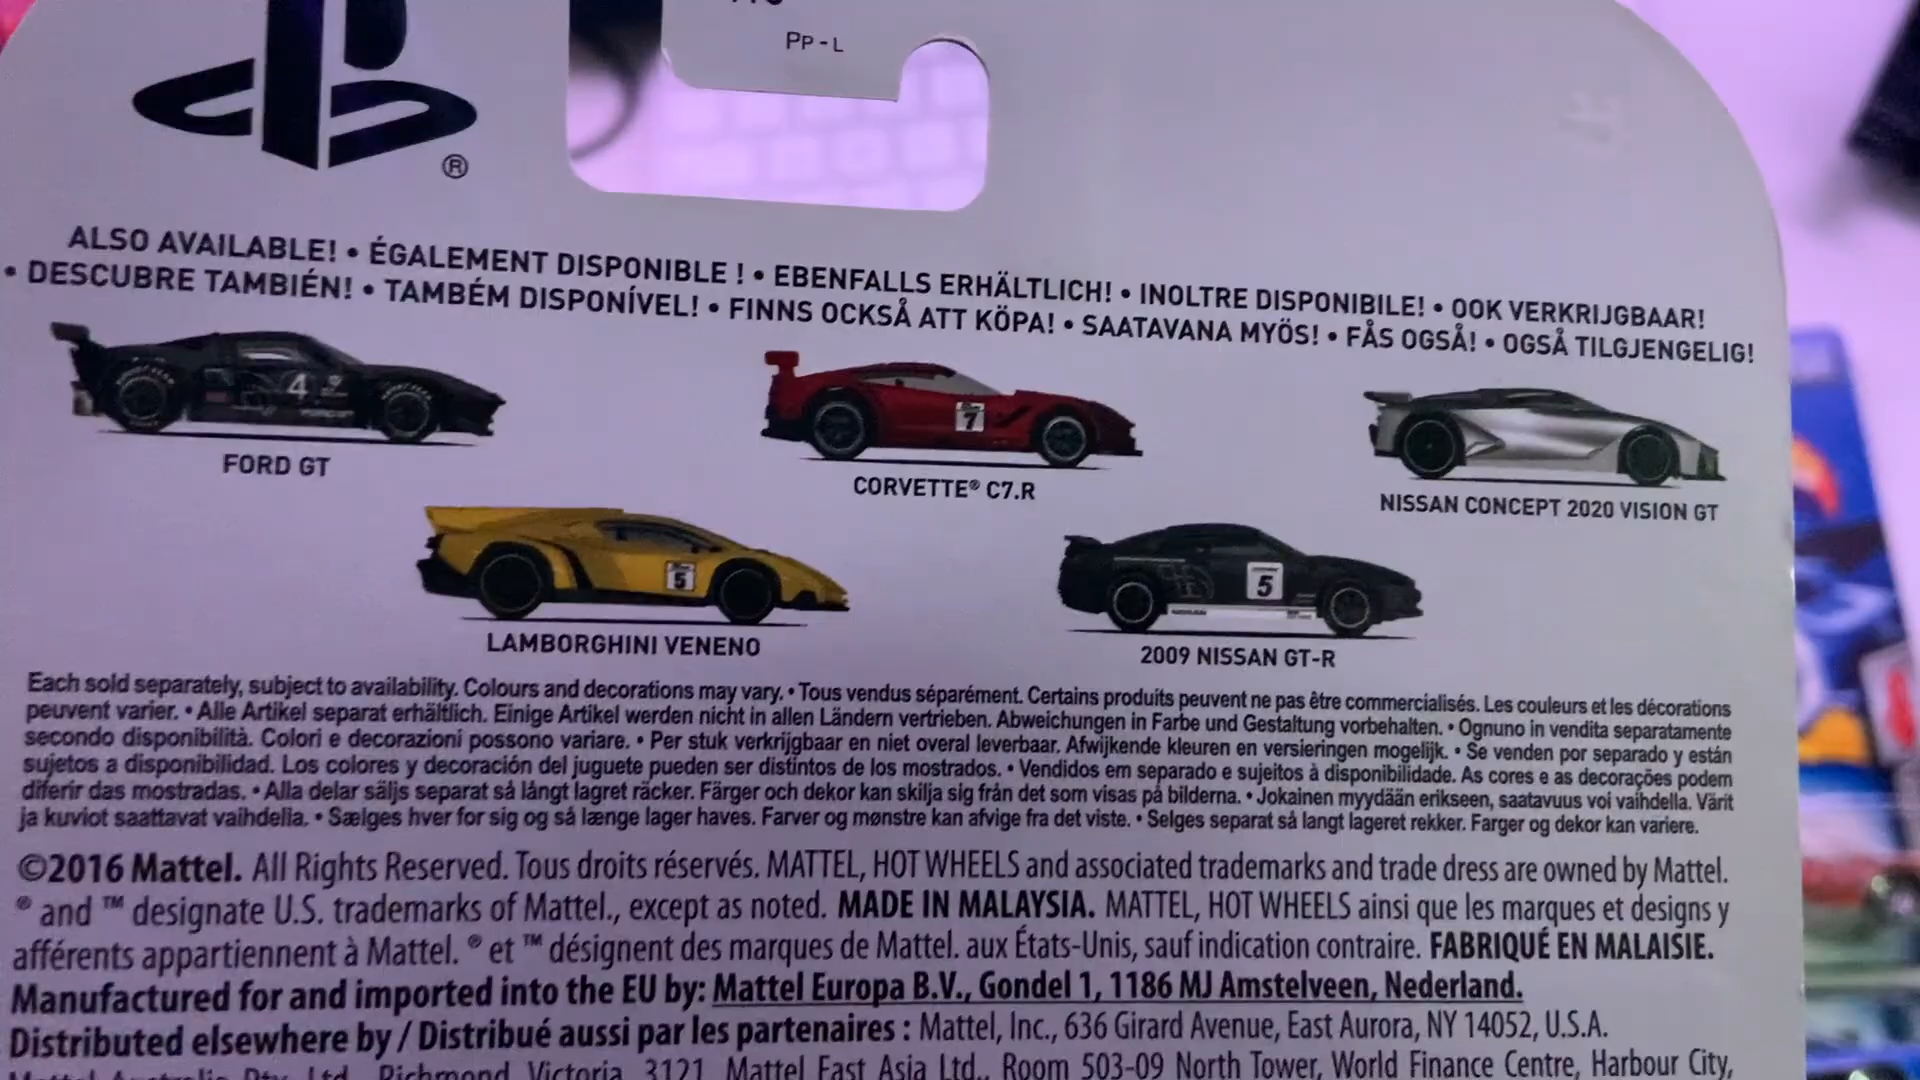 PP - L
®
ALSO AVAILABLE! • ÉGALEMENT DISPONIBLE ! • EBENFALLS ERHÄLTLICH! • INOLTRE DISPONIBILE! • OOK VERKRIJGBAAR!
• DESCUBRE TAMBIÉN! • TAMBÉM DISPONÍVEL! • FINNS OCKSÅ ATT KÖPA! • SAATAVANA MYÖS! • FÅS OGSÅ! • OGSÅ TILGJENGELIG!
4
7
FORD GT
CORVETTE® C7.R
NISSAN CONCEPT 2020 VISION GT
5
5
LAMBORGHINI VENENO
2009 NISSAN GT-R
Each sold separately, subject to availability. Colours and decorations may vary. • Tous vendus séparément. Certains produits peuvent ne pas être commercialisés. Les couleurs et les décorations
peuvent varier. • Alle Artikel separat erhältlich. Einige Artikel werden nicht in allen Ländern vertrieben. Abweichungen in Farbe und Gestaltung vorbehalten. • Ognuno in vendita separatamente
secondo disponibilità. Colori e decorazioni possono variare. • Per stuk verkrijgbaar en niet overal leverbaar. Afwijkende kleuren en versieringen mogelijk. • Se venden por separado y están
sujetos a disponibilidad. Los colores y decoración del juguete pueden ser distintos de los mostrados. • Vendidos em separado e sujeitos à disponibilidade. As cores e as decorações podem
diferir das mostradas. • Alla delar säljs separat så långt lagret räcker. Färger och dekor kan skilja sig från det som visas på bilderna. • Jokainen myydään erikseen, saatavuus voi vaihdella. Värit
ja kuviot saattavat vaihdella. • Sælges hver for sig og så længe lager haves. Farver og mønstre kan afvige fra det viste. • Selges separat så langt lageret rekker. Farger og dekor kan variere.
©2016 Mattel. All Rights Reserved. Tous droits réservés. MATTEL, HOT WHEELS and associated trademarks and trade dress are owned by Mattel.
® and ™ designate U.S. trademarks of Mattel., except as noted. MADE IN MALAYSIA. MATTEL, HOT WHEELS ainsi que les marques et designs y
afférents appartiennent à Mattel. ® et ™ désignent des marques de Mattel. aux États-Unis, sauf indication contraire. FABRIQUÉ EN MALAISIE.
Manufactured for and imported into the EU by: Mattel Europa B.V., Gondel 1, 1186 MJ Amstelveen, Nederland.
Distributed elsewhere by / Distribué aussi par les partenaires : Mattel, Inc., 636 Girard Avenue, East Aurora, NY 14052, U.S.A.
Mattel Australia Pty. Ltd., Richmond, Victoria, 3121. Mattel East Asia Ltd., Room 503-09 North Tower, World Finance Centre, Harbour City,